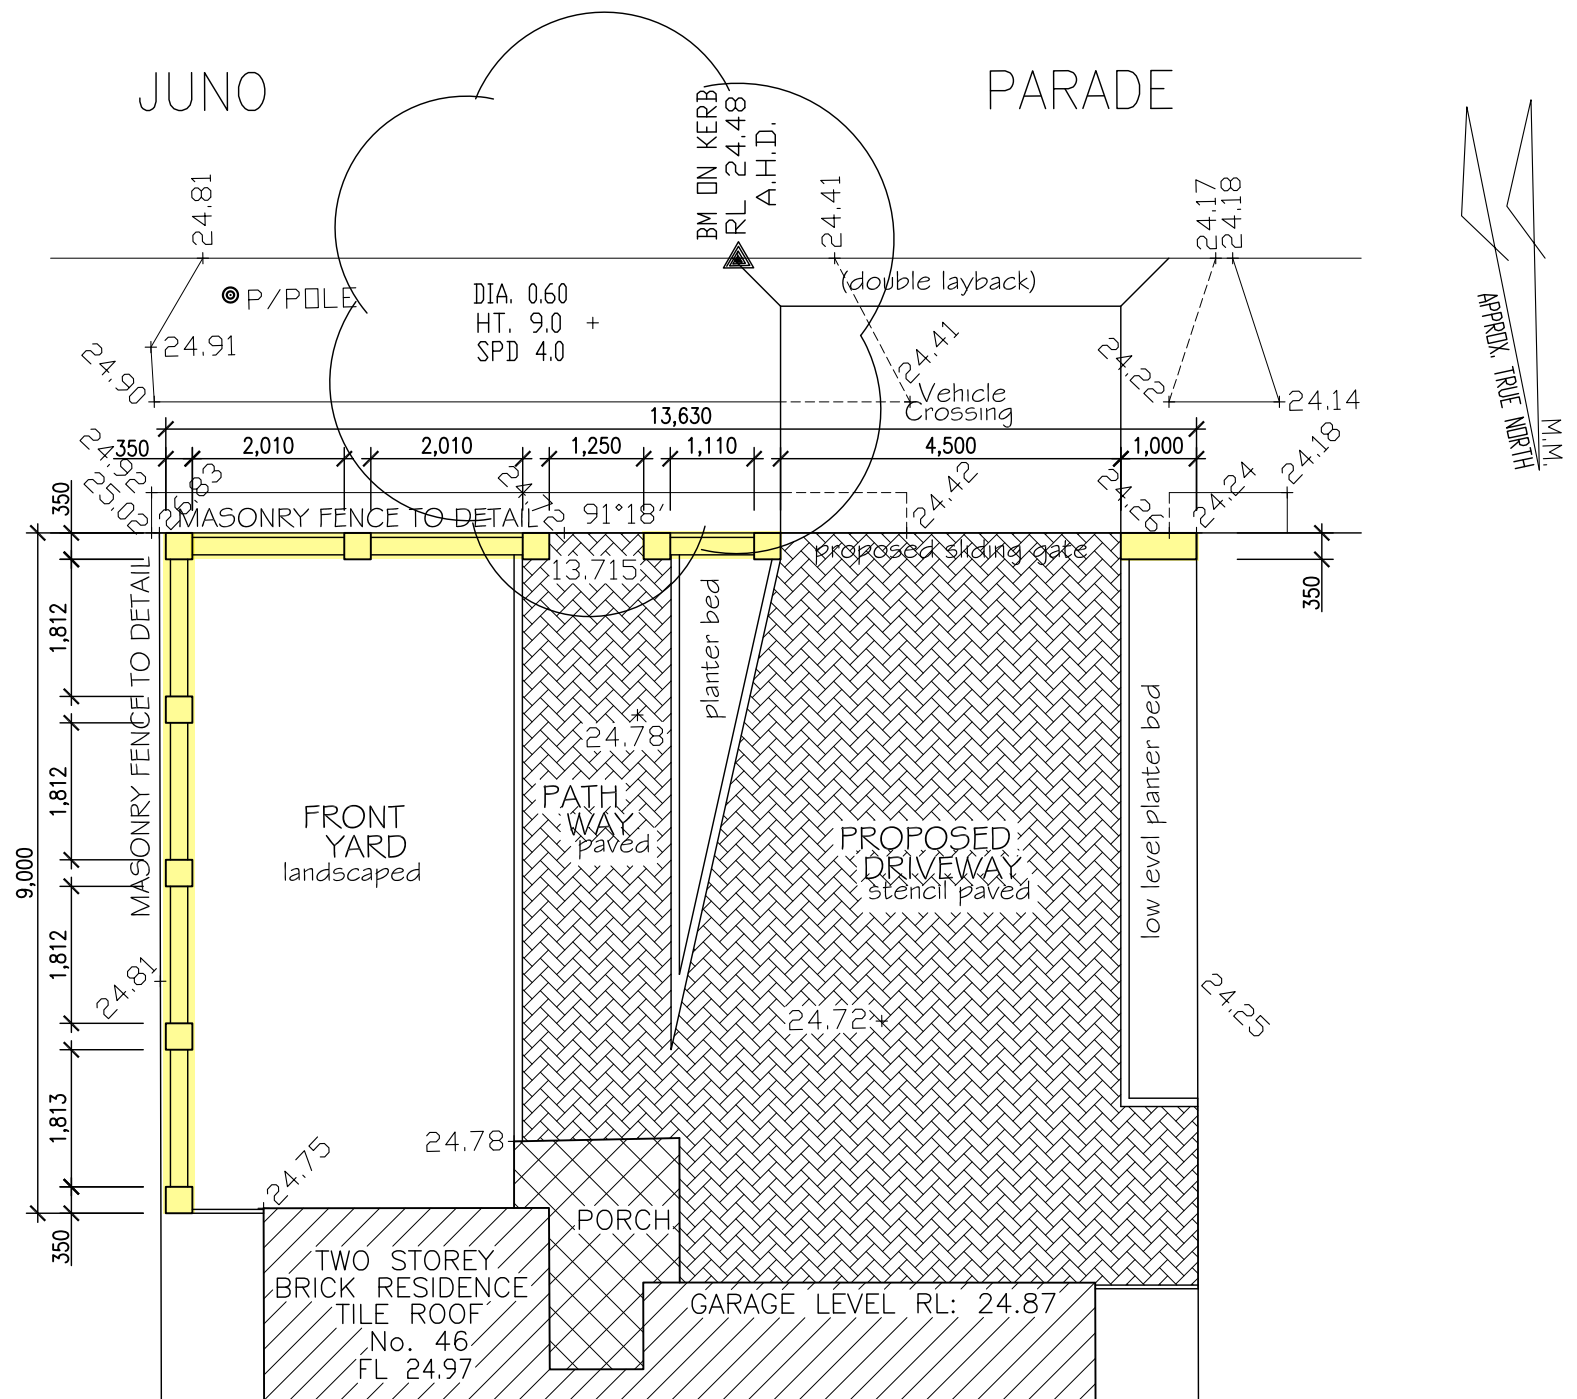 JUNO
PARADE
BM ON KERB
RL 24.48
A.H.D.
24.81
24.41
24.17
24.18
P/POLE
DIA. 0.60
HT. 9.0
SPD 4.0
(double layback)
24.91
24.90
24.41
24.22
24.14
Vehicle
Crossing
APPROX. TRUE NORTH
M.M.
13,630
350
2,010
2,010
1,250
1,110
4,500
1,000
24.92
25.02
26.83
24.42
24.26
24.24
24.18
350
MASONRY FENCE TO DETAIL
91°18'
13.715
proposed sliding gate
350
MASONRY FENCE TO DETAIL
1,812
1,812
1,812
1,813
350
9,000
planter bed
24.78
PATH
WAY
paved
FRONT
YARD
landscaped
PROPOSED
DRIVEWAY
stencil paved
low level planter bed
24.81
24.72
24.25
24.78
24.75
PORCH
TWO STOREY
BRICK RESIDENCE
TILE ROOF
No. 46
FL 24.97
GARAGE LEVEL RL: 24.87